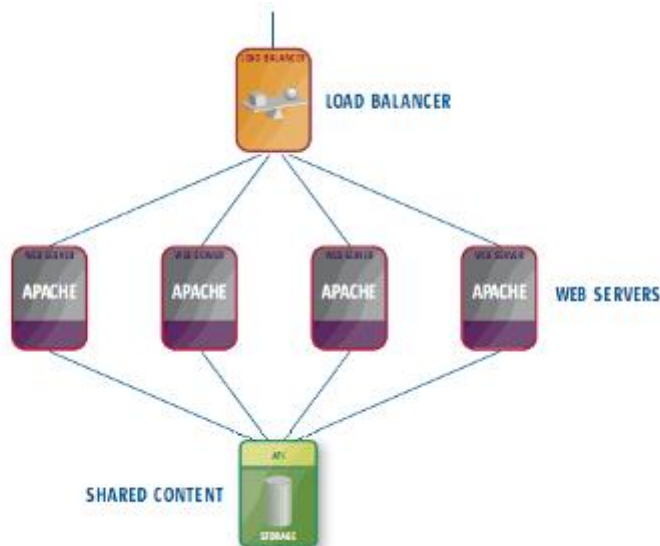 LOAD BALANCER
LOAD BALANCER
WEB SERVER
WEB SERVER
WEB SERVER
WEB SERVER
APACHE
APACHE
APACHE
APACHE
WEB SERVERS
SHARED CONTENT
STORAGE